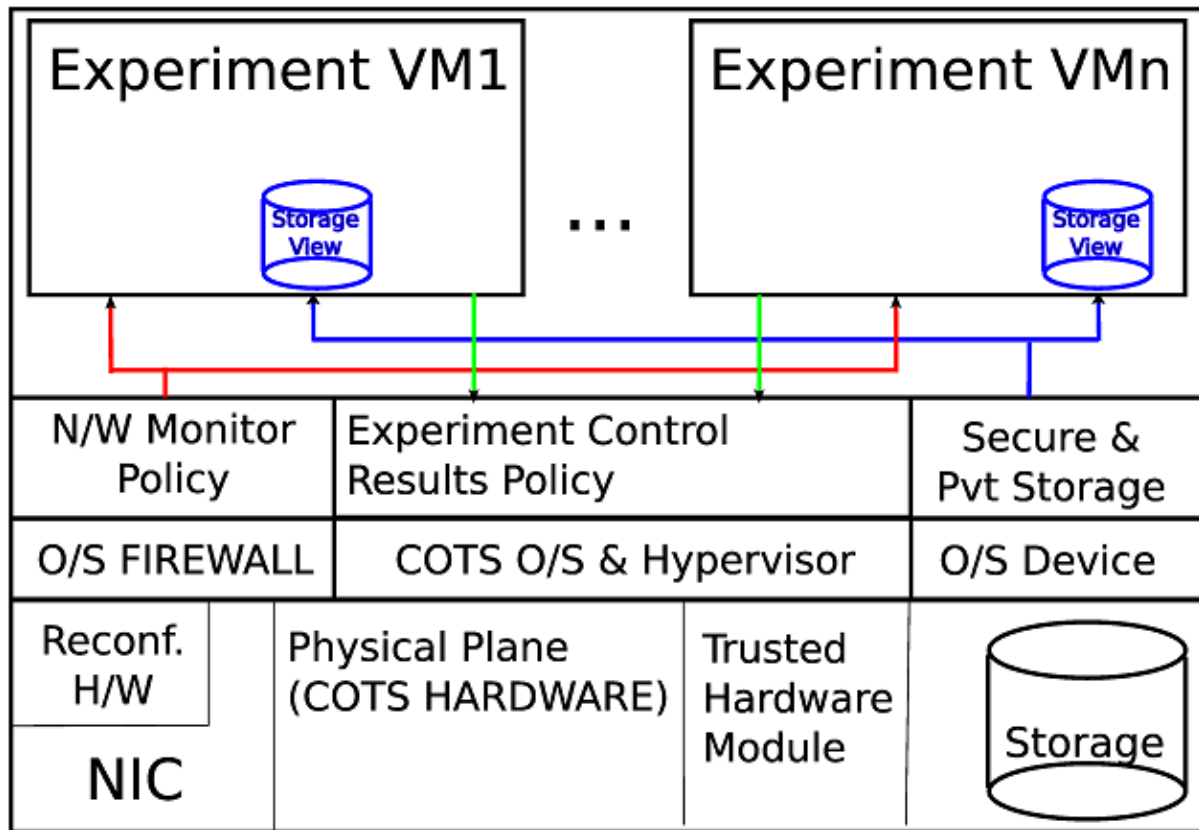 Experiment VM1
Experiment VMn
Storage
View
...
Storage
View
N/W Monitor
Policy
Experiment Control
Results Policy
Secure &
Pvt Storage
O/S FIREWALL
COTS O/S & Hypervisor
O/S Device
Reconf.
H/W
NIC
Physical Plane
(COTS HARDWARE)
Trusted
Hardware
Module
Storage